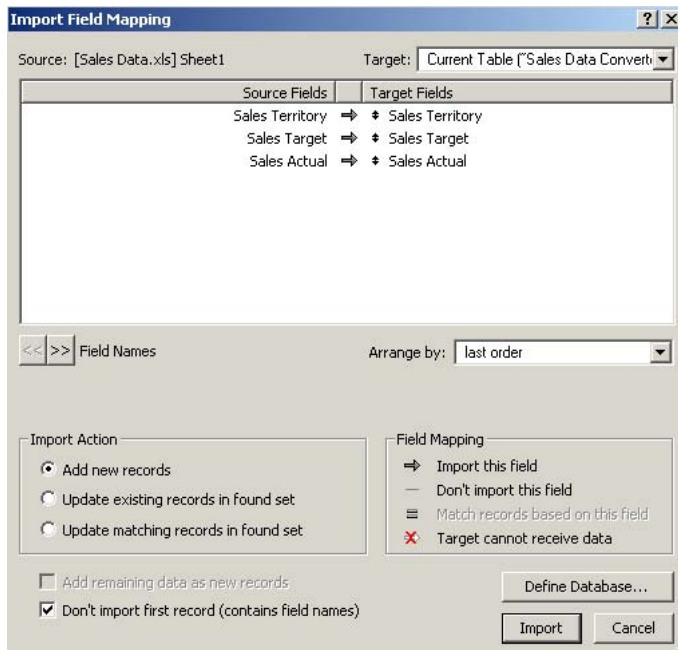 Import Field Mapping
Source: [Sales Data.xls] Sheet1
Target: Current Table ("Sales Data Converte
Source Fields Target Fields
Sales Territory Sales Territory
Sales Target Sales Target
Sales Actual Sales Actual
<< >> Field Names
Arrange by: last order
Import Action
Add new records
Update existing records in found set
Update matching records in found set
Field Mapping
Import this field
Don't import this field
Match records based on this field
Target cannot receive data
Add remaining data as new records
Don't import first record (contains field names)
Define Database...
Import Cancel